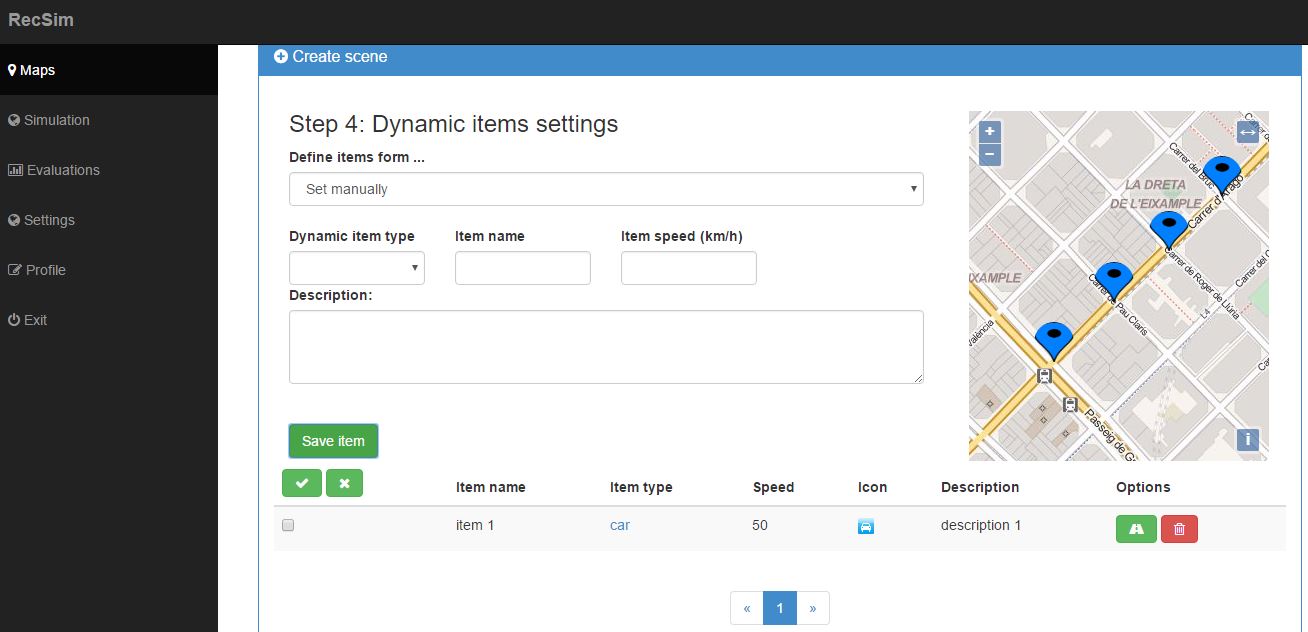 RecSim
Maps
Simulation
Evaluations
Settings
Profile
Exit
Create scene
Step 4: Dynamic items settings
Define items form ...
Set manually
Dynamic item type
Item name
Item speed (km/h)
Description:
Save item
Item name
Item type
Speed
Icon
Description
Options
item 1
car
50
description 1
«
1
»
+
−
LA DRETA
DE L'EIXAMPLE
Carrer del Bruc
Carrer d'Aragó
Carrer de Roger de Llúria
Carrer de Pau Claris
L4
València
Passeig de G
i